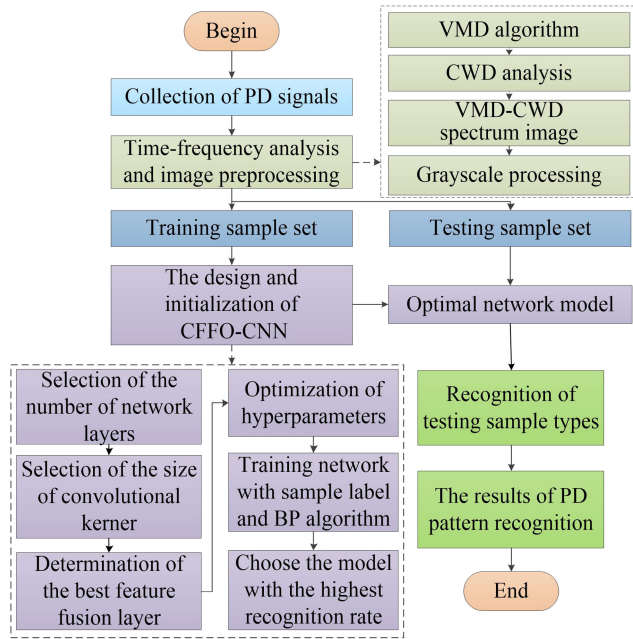 Begin
Collection of PD signals
Time-frequency analysis
and image preprocessing
VMD algorithm
CWD analysis
VMD-CWD
spectrum image
Grayscale processing
Training sample set
Testing sample set
The design and
initialization of
CFFO-CNN
Optimal network model
Selection of the
number of network
layers
Selection of the size
of convolutional
kerner
Determination of
the best feature
fusion layer
Optimization of
hyperparameters
Training network
with sample label
and BP algorithm
Choose the model
with the highest
recognition rate
Recognition of
testing sample types
The results of PD
pattern recognition
End